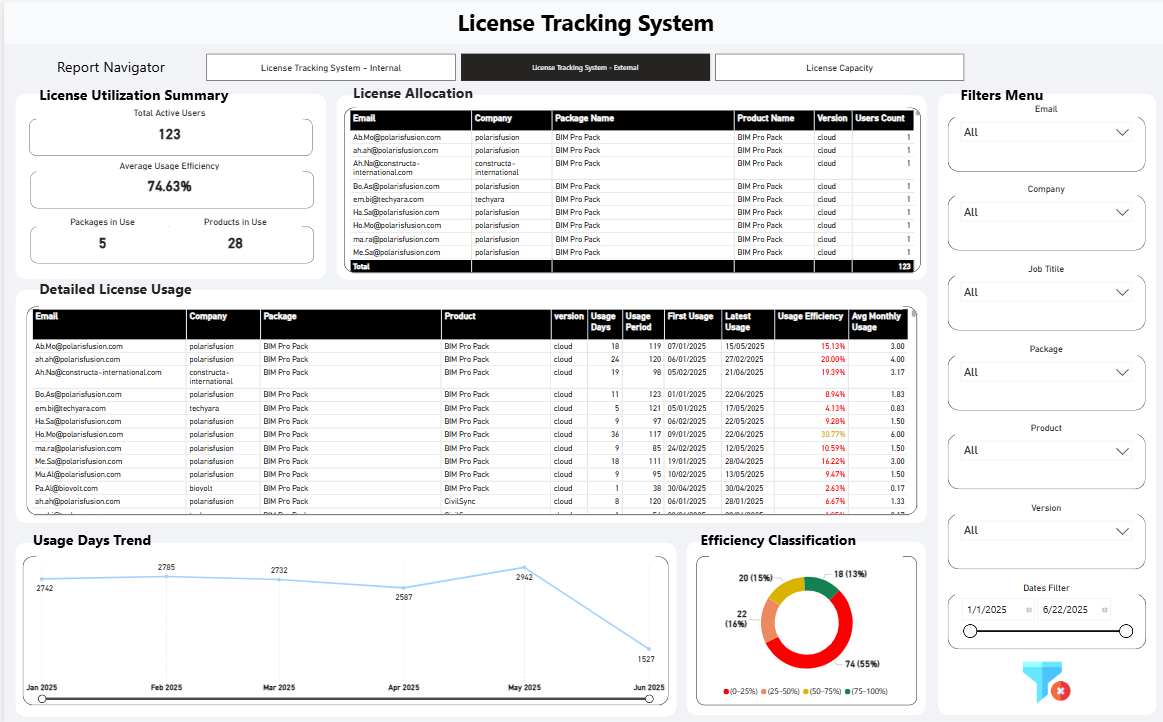 License Tracking System
Report Navigator
License Tracking System - Internal
License Tracking System - External
License Capacity
License Utilization Summary
Total Active Users
123
Average Usage Efficiency
74.63%
Packages in Use Products in Use
5 28
License Allocation
Email Company Package Name Product Name Version Users Count
Ab.Mo@polarisfusion.com polarisfusion BIM Pro Pack BIM Pro Pack cloud 1
ah.ah@polarisfusion.com polarisfusion BIM Pro Pack BIM Pro Pack cloud 1
Ah.Na@constructa- constructa- BIM Pro Pack BIM Pro Pack cloud 1
international.com international
Bo.As@polarisfusion.com polarisfusion BIM Pro Pack BIM Pro Pack cloud 1
em.bi@techyara.com techyara BIM Pro Pack BIM Pro Pack cloud 1
Ha.Sa@polarisfusion.com polarisfusion BIM Pro Pack BIM Pro Pack cloud 1
Ho.Mo@polarisfusion.com polarisfusion BIM Pro Pack BIM Pro Pack cloud 1
ma.ra@polarisfusion.com polarisfusion BIM Pro Pack BIM Pro Pack cloud 1
Me.Sa@polarisfusion.com polarisfusion BIM Pro Pack BIM Pro Pack cloud 1
Total 123
Detailed License Usage
Email Company Package Product version Usage Usage First Usage Latest Usage Efficiency Avg Monthly
Days Period Usage Usage
Ab.Mo@polarisfusion.com polarisfusion BIM Pro Pack BIM Pro Pack cloud 18 119 07/01/2025 15/05/2025 15.13% 3.00
ah.ah@polarisfusion.com polarisfusion BIM Pro Pack BIM Pro Pack cloud 24 120 06/01/2025 27/02/2025 20.00% 4.00
Ah.Na@constructa-international.com constructa- BIM Pro Pack BIM Pro Pack cloud 19 98 05/02/2025 21/06/2025 19.39% 3.17
international
Bo.As@polarisfusion.com polarisfusion BIM Pro Pack BIM Pro Pack cloud 11 123 01/01/2025 22/06/2025 8.94% 1.83
em.bi@techyara.com techyara BIM Pro Pack BIM Pro Pack cloud 5 121 05/01/2025 17/05/2025 4.13% 0.83
Ha.Sa@polarisfusion.com polarisfusion BIM Pro Pack BIM Pro Pack cloud 9 97 06/02/2025 22/05/2025 9.28% 1.50
Ho.Mo@polarisfusion.com polarisfusion BIM Pro Pack BIM Pro Pack cloud 36 117 09/01/2025 22/06/2025 30.77% 6.00
ma.ra@polarisfusion.com polarisfusion BIM Pro Pack BIM Pro Pack cloud 9 85 24/02/2025 12/05/2025 10.59% 1.50
Me.Sa@polarisfusion.com polarisfusion BIM Pro Pack BIM Pro Pack cloud 18 111 19/01/2025 28/04/2025 16.22% 3.00
Mu.Al@polarisfusion.com polarisfusion BIM Pro Pack BIM Pro Pack cloud 9 95 10/02/2025 13/05/2025 9.47% 1.50
Pa.Al@biovolt.com biovolt BIM Pro Pack BIM Pro Pack cloud 1 38 30/04/2025 30/04/2025 2.63% 0.17
ah.ah@polarisfusion.com polarisfusion BIM Pro Pack CivilSync cloud 8 120 06/01/2025 28/01/2025 6.67% 1.33
Usage Days Trend
2742
2785
2732
2587
2942
1527
Jan 2025 Feb 2025 Mar 2025 Apr 2025 May 2025 Jun 2025
Efficiency Classification
20 (15%)
18 (13%)
22
(16%)
74 (55%)
(0-25%) (25-50%) (50-75%) (75-100%)
Filters Menu
Email
All
Company
All
Job Titile
All
Package
All
Product
All
Version
All
Dates Filter
1/1/2025 6/22/2025